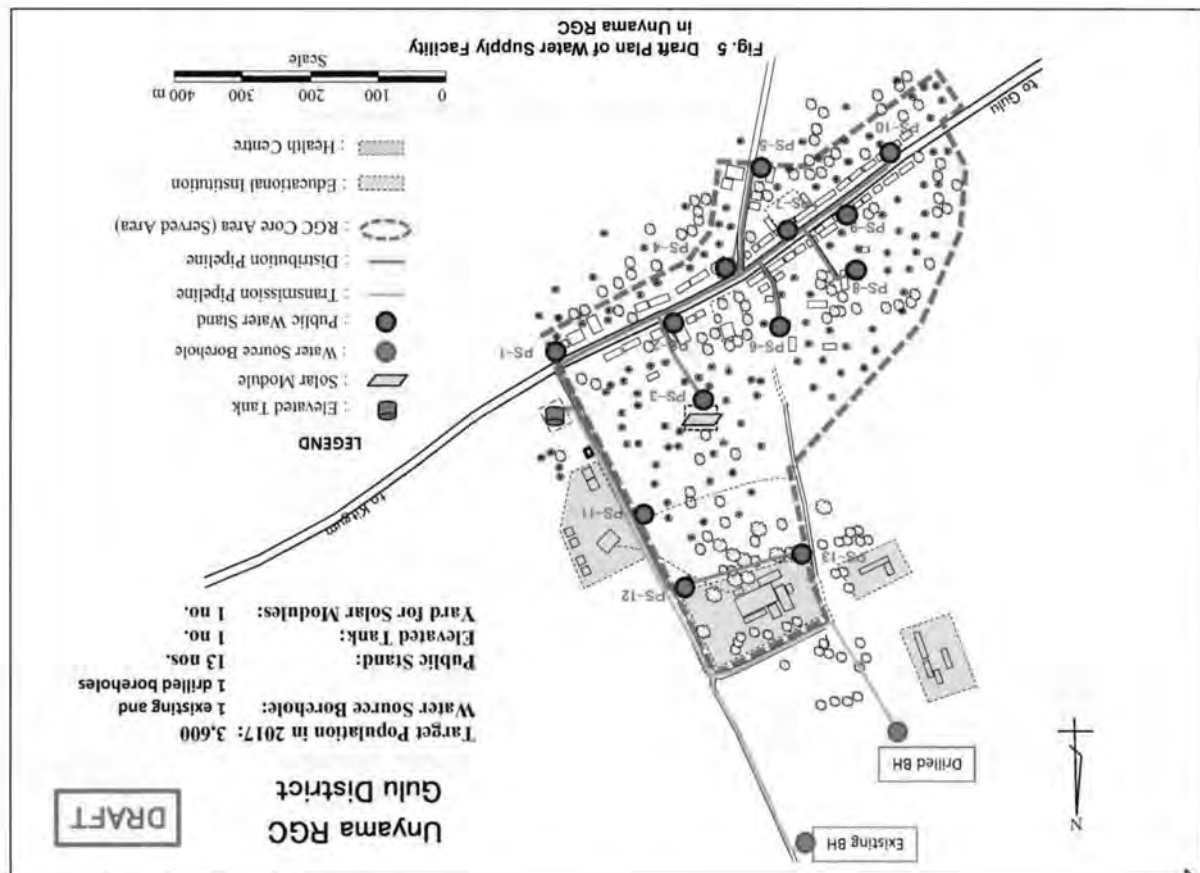 Unyama RGC
Gulu District
DRAFT
Target Population in 2017: 3,600
Water Source Borehole: 1 existing and
1 drilled boreholes
Public Stand: 13 nos.
Elevated Tank: 1 no.
Yard for Solar Modules: 1 no.
Existing BH
Drilled BH
N
PS-13
PS-12
PS-11
to Kitgum
PS-3
PS-1
PS-2
PS-6
PS-8
PS-4
PS-9
PS-7
PS-5
PS-10
to Gulu
LEGEND
: Elevated Tank
: Solar Module
: Water Source Borehole
: Public Water Stand
: Transmission Pipeline
: Distribution Pipeline
: RGC Core Area (Served Area)
: Educational Institution
: Health Centre
0 100 200 300 400 m
Scale
Fig. 5 Draft Plan of Water Supply Facility
in Unyama RGC